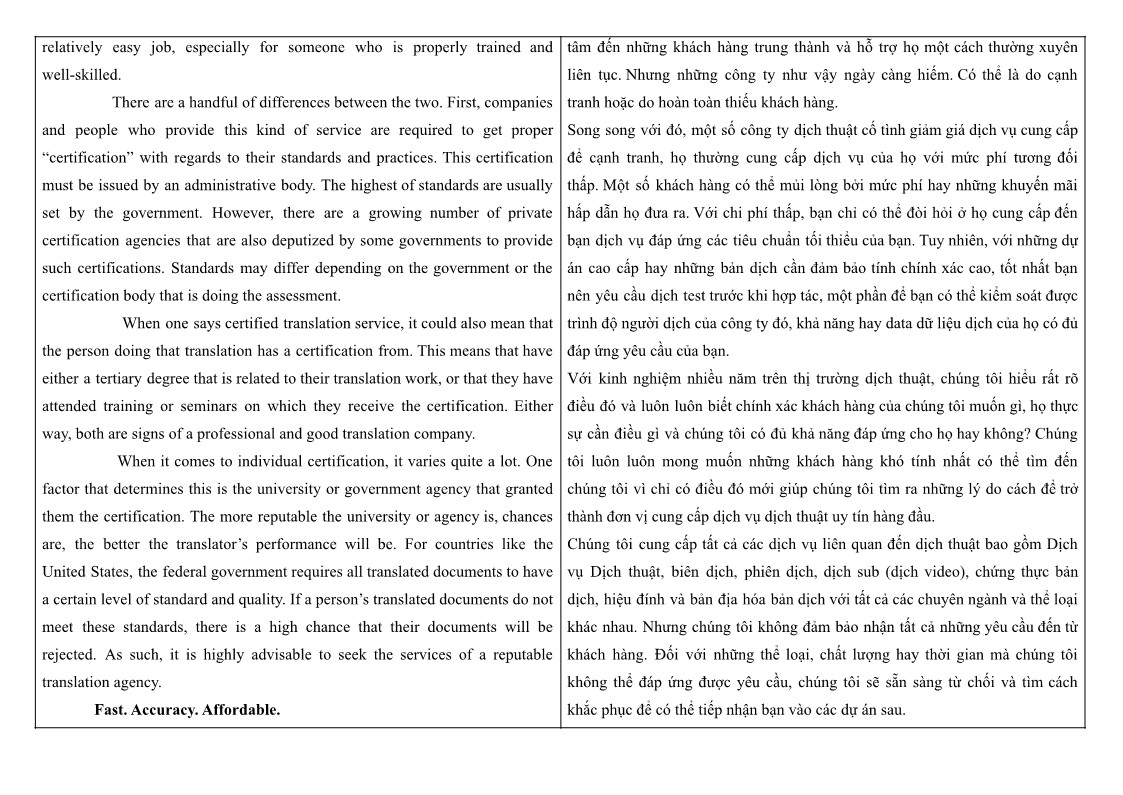 relatively easy job, especially for someone who is properly trained and
well-skilled.
There are a handful of differences between the two. First, companies
and people who provide this kind of service are required to get proper
“certification” with regards to their standards and practices. This certification
must be issued by an administrative body. The highest of standards are usually
set by the government. However, there are a growing number of private
certification agencies that are also deputized by some governments to provide
such certifications. Standards may differ depending on the government or the
certification body that is doing the assessment.
When one says certified translation service, it could also mean that
the person doing that translation has a certification from. This means that have
either a tertiary degree that is related to their translation work, or that they have
attended training or seminars on which they receive the certification. Either
way, both are signs of a professional and good translation company.
When it comes to individual certification, it varies quite a lot. One
factor that determines this is the university or government agency that granted
them the certification. The more reputable the university or agency is, chances
are, the better the translator’s performance will be. For countries like the
United States, the federal government requires all translated documents to have
a certain level of standard and quality. If a person’s translated documents do not
meet these standards, there is a high chance that their documents will be
rejected. As such, it is highly advisable to seek the services of a reputable
translation agency.
Fast. Accuracy. Affordable.
tâm đến những khách hàng trung thành và hỗ trợ họ một cách thường xuyên
liên tục. Nhưng những công ty như vậy ngày càng hiếm. Có thể là do cạnh
tranh hoặc do hoàn toàn thiếu khách hàng.
Song song với đó, một số công ty dịch thuật cố tình giảm giá dịch vụ cung cấp
để cạnh tranh, họ thường cung cấp dịch vụ của họ với mức phí tương đối
thấp. Một số khách hàng có thể mủi lòng bởi mức phí hay những khuyến mãi
hấp dẫn họ đưa ra. Với chi phí thấp, bạn chỉ có thể đòi hỏi ở họ cung cấp đến
bạn dịch vụ đáp ứng các tiêu chuẩn tối thiểu của bạn. Tuy nhiên, với những dự
án cao cấp hay những bản dịch cần đảm bảo tính chính xác cao, tốt nhất bạn
nên yêu cầu dịch test trước khi hợp tác, một phần để bạn có thể kiểm soát được
trình độ người dịch của công ty đó, khả năng hay data dữ liệu dịch của họ có đủ
đáp ứng yêu cầu của bạn.
Với kinh nghiệm nhiều năm trên thị trường dịch thuật, chúng tôi hiểu rất rõ
điều đó và luôn luôn biết chính xác khách hàng của chúng tôi muốn gì, họ thực
sự cần điều gì và chúng tôi có đủ khả năng đáp ứng cho họ hay không? Chúng
tôi luôn luôn mong muốn những khách hàng khó tính nhất có thể tìm đến
chúng tôi vì chỉ có điều đó mới giúp chúng tôi tìm ra những lý do cách để trở
thành đơn vị cung cấp dịch vụ dịch thuật uy tín hàng đầu.
Chúng tôi cung cấp tất cả các dịch vụ liên quan đến dịch thuật bao gồm Dịch
vụ Dịch thuật, biên dịch, phiên dịch, dịch sub (dịch video), chứng thực bản
dịch, hiệu đính và bản địa hóa bản dịch với tất cả các chuyên ngành và thể loại
khác nhau. Nhưng chúng tôi không đảm bảo nhận tất cả những yêu cầu đến từ
khách hàng. Đối với những thể loại, chất lượng hay thời gian mà chúng tôi
không thể đáp ứng được yêu cầu, chúng tôi sẽ sẵn sàng từ chối và tìm cách
khắc phục để có thể tiếp nhận bạn vào các dự án sau.